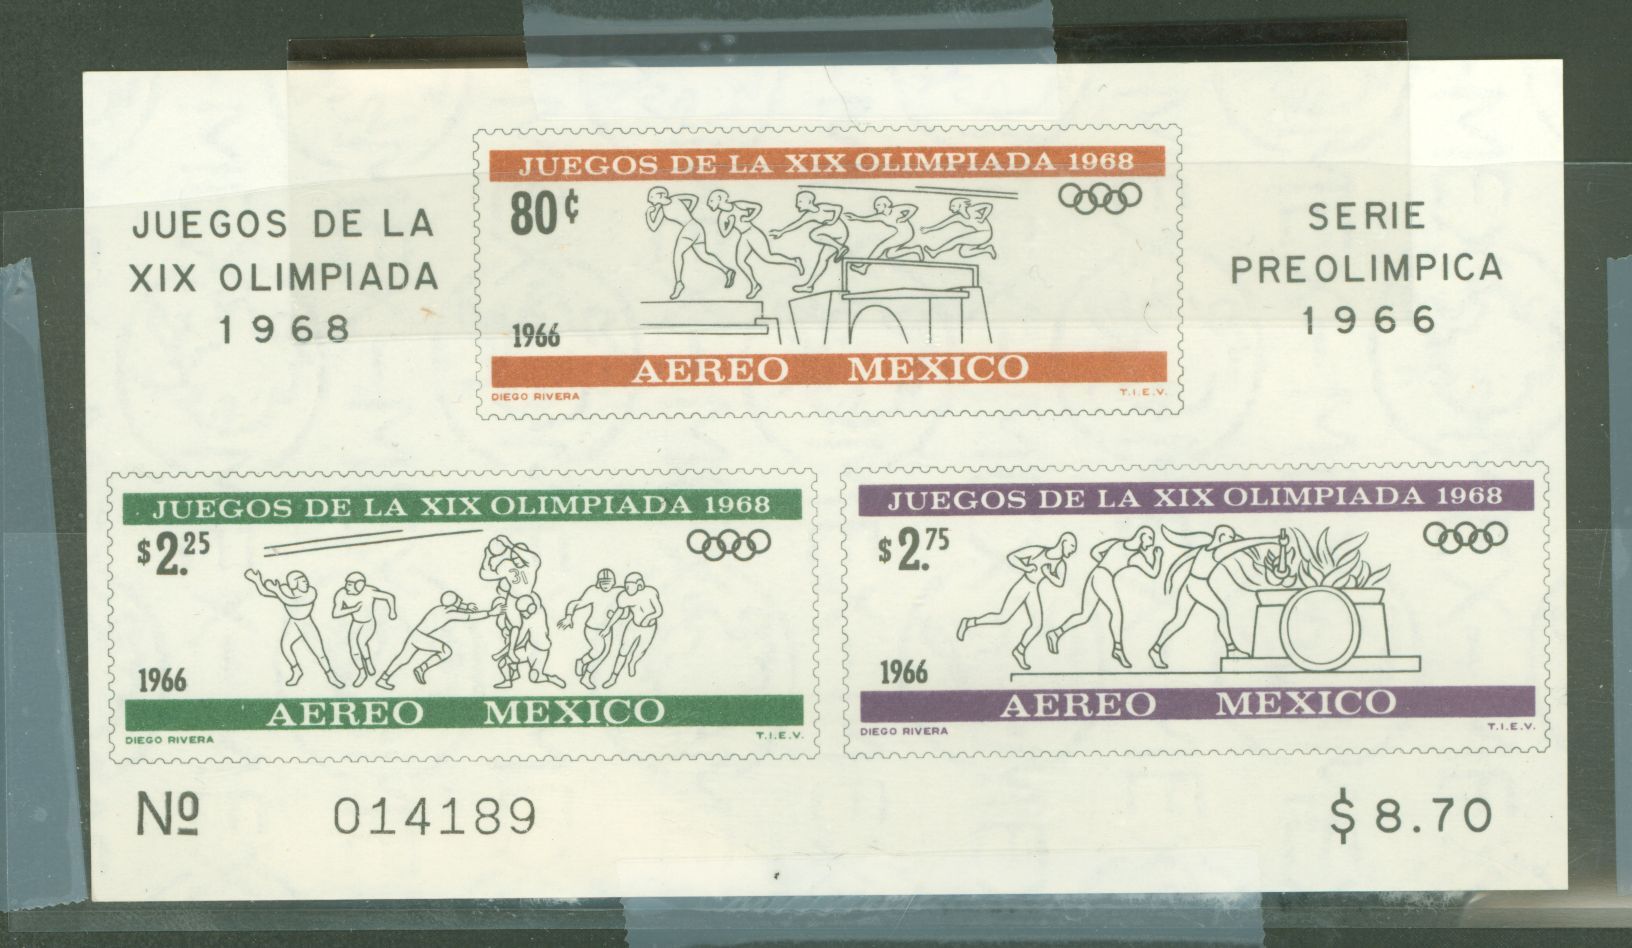 JUEGOS DE LA
XIX OLIMPIADA
1968
JUEGOS DE LA XIX OLIMPIADA 1968
80¢
1966
AEREO MEXICO
DIEGO RIVERA
T.I.E.V.
SERIE
PREOLIMPICA
1966
JUEGOS DE LA XIX OLIMPIADA 1968
$2.25
31
1966
AEREO MEXICO
DIEGO RIVERA
T.I.E.V.
JUEGOS DE LA XIX OLIMPIADA 1968
$2.75
1966
AEREO MEXICO
DIEGO RIVERA
T.I.E.V.
Nº 014189
$8.70